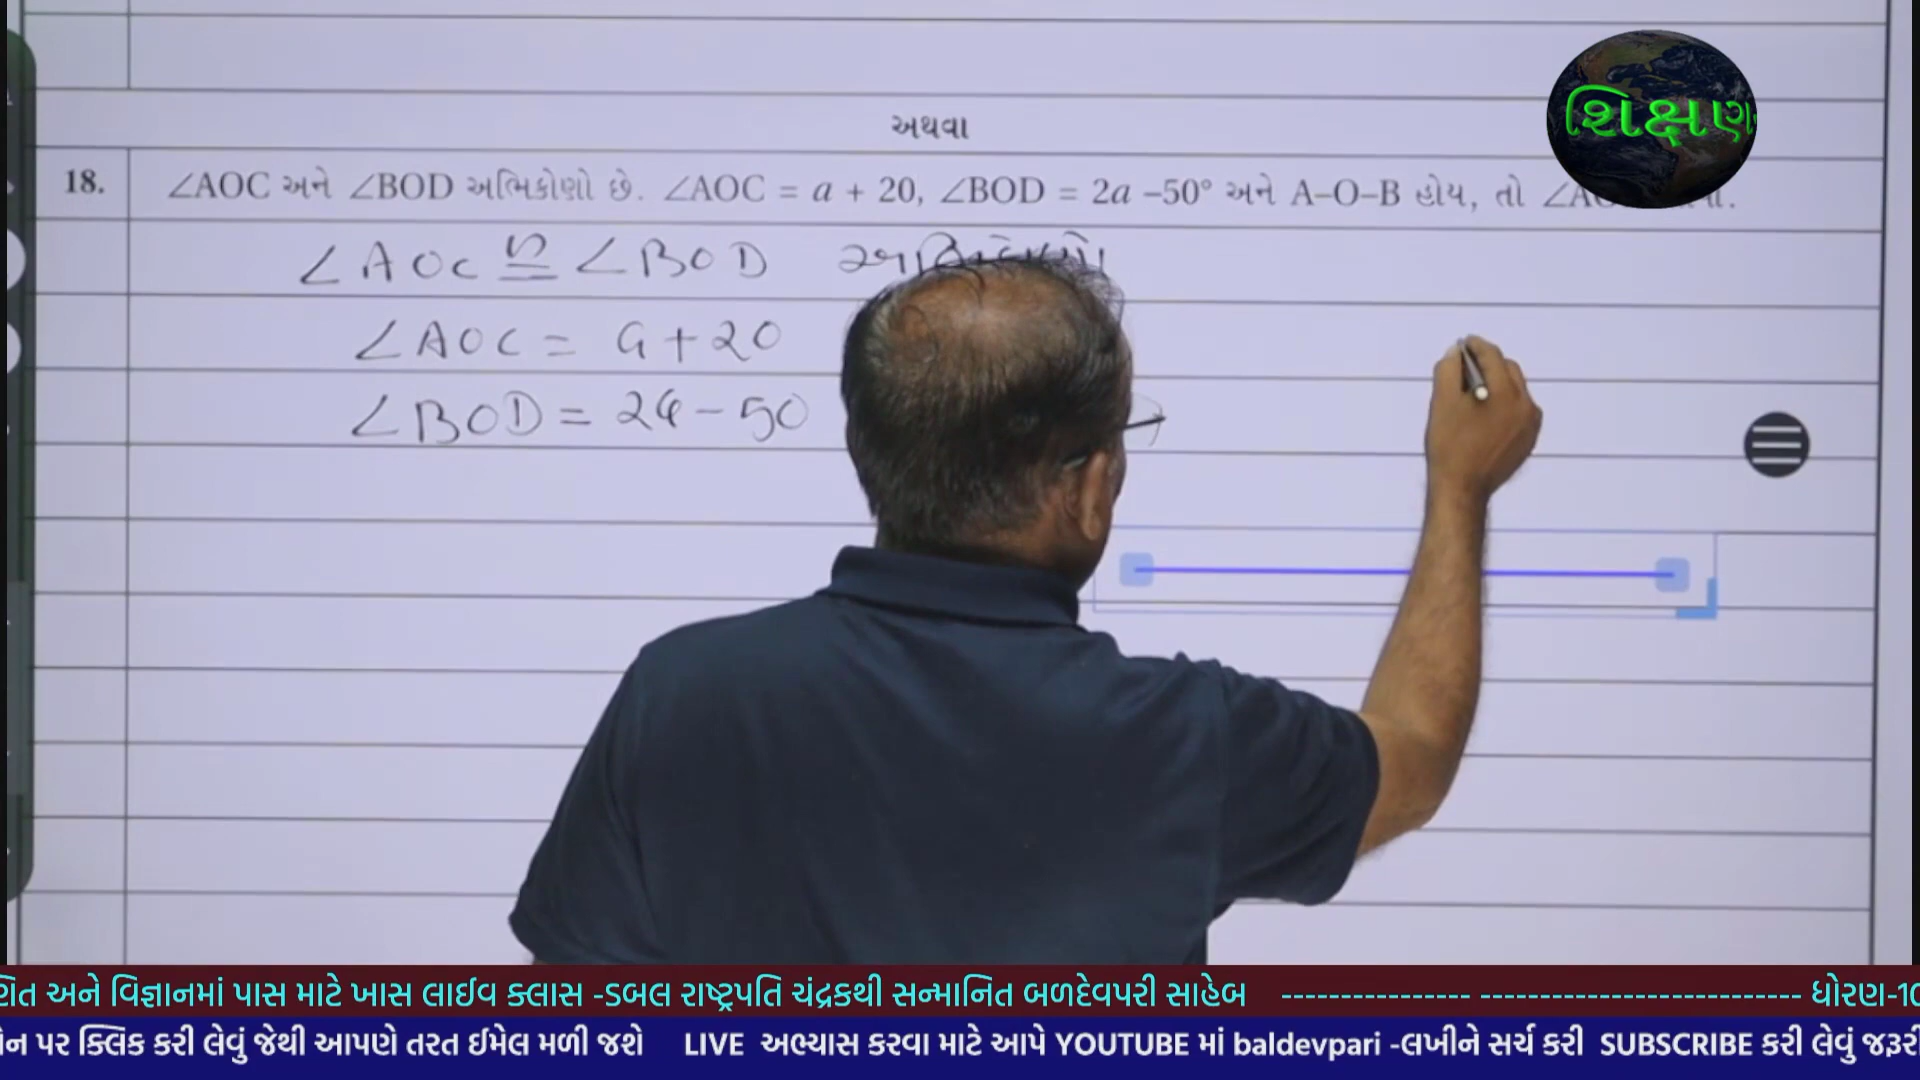 શિક્ષણ
અથવા
18. ∠AOC અને ∠BOD અભિકોણો છે. ∠AOC = a + 20, ∠BOD = 2a –50° અને A–O–B હોય, તો
∠AOC ≅ ∠BOD
∠AOC = a + 20
∠BOD = 2a - 50
અને વિજ્ઞાનમાં પાસ માટે ખાસ લાઈવ ક્લાસ -ડબલ રાષ્ટ્રપતિ ચંદ્રકથી સન્માનિત બળદેવપરી સાહેબ ---------------- --------------------------- ધોરણ-10
પર ક્લિક કરી લેવું જેથી આપણે તરત ઈમેલ મળી જશે LIVE અભ્યાસ કરવા માટે આપે YOUTUBE માં baldevpari -લખીને સર્ચ કરી SUBSCRIBE કરી લેવું